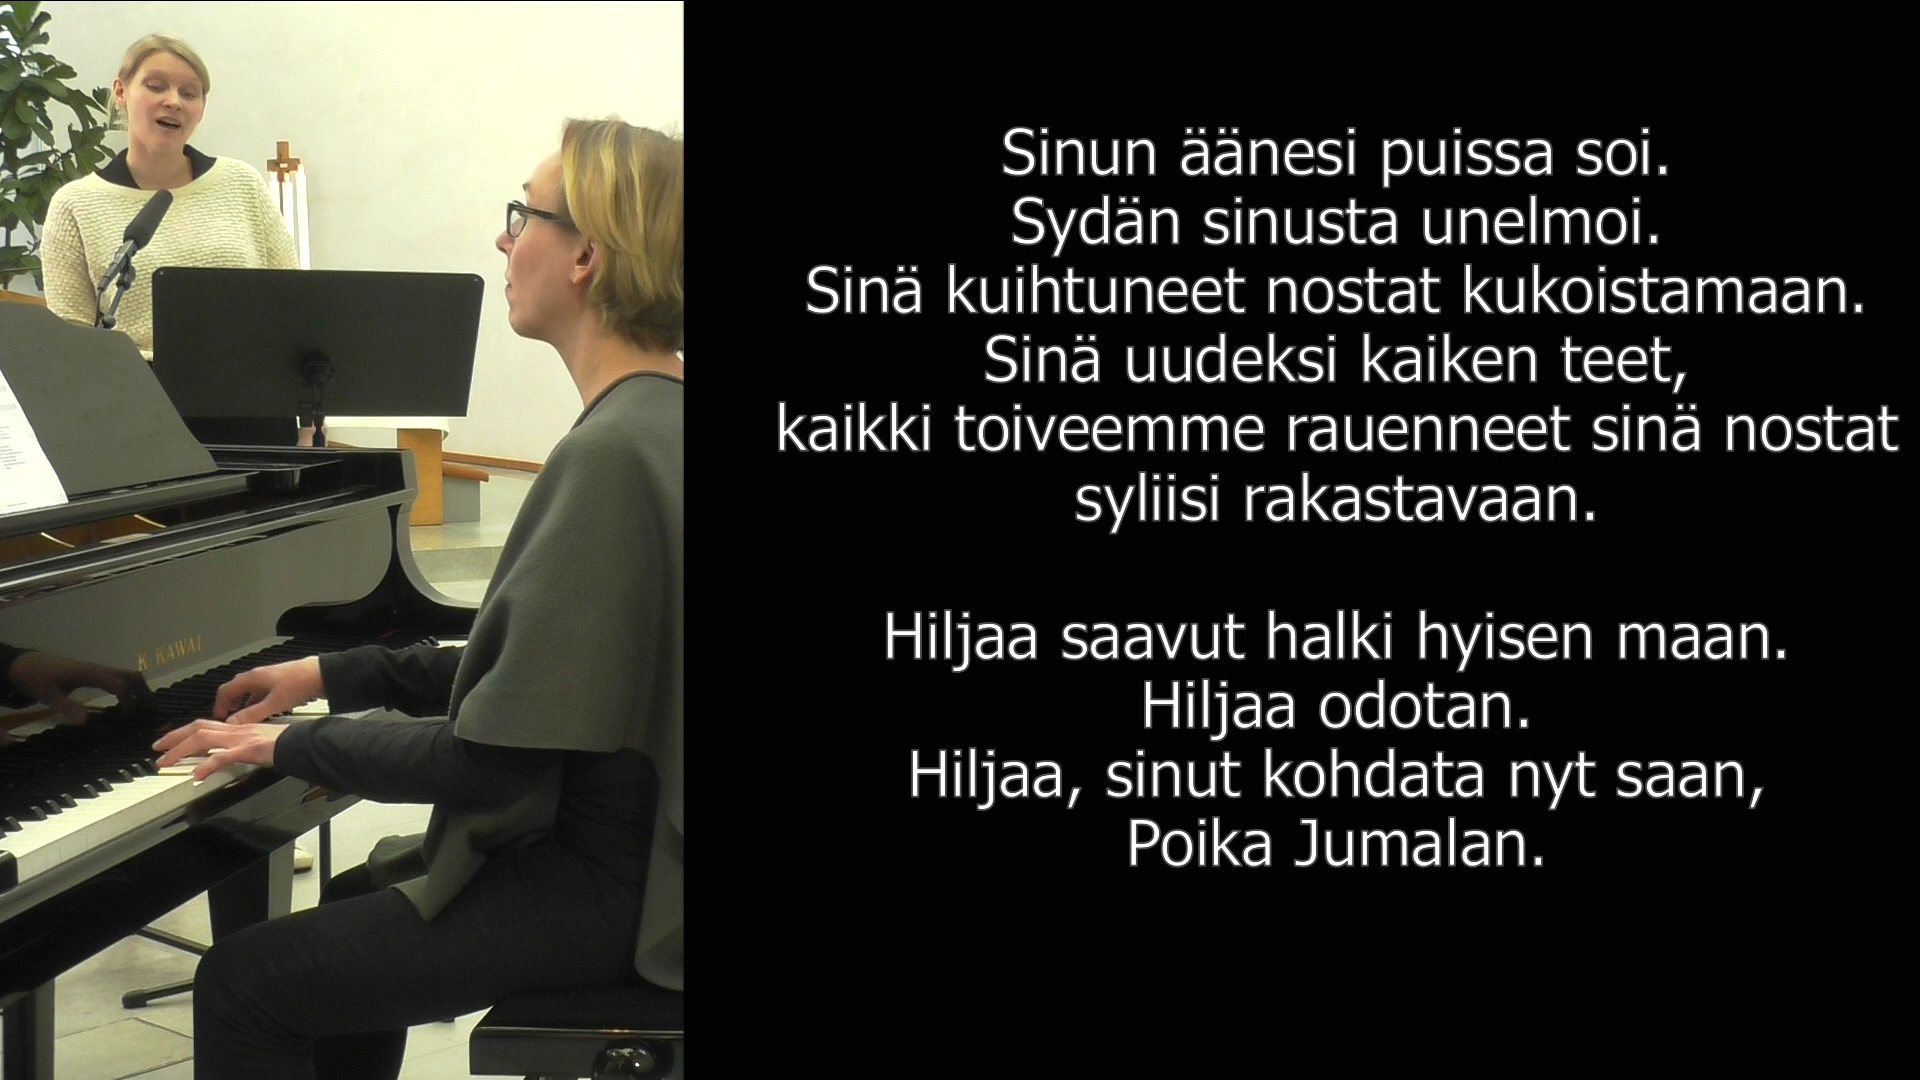 Sinun äänesi puissa soi.
Sydän sinusta unelmoi.
Sinä kuihtuneet nostat kukoistamaan.
Sinä uudeksi kaiken teet,
kaikki toiveemme rauenneet sinä nostat
syliisi rakastavaan.
Hiljaa saavut halki hyisen maan.
Hiljaa odotan.
Hiljaa, sinut kohdata nyt saan,
Poika Jumalan.
K. KAWAI